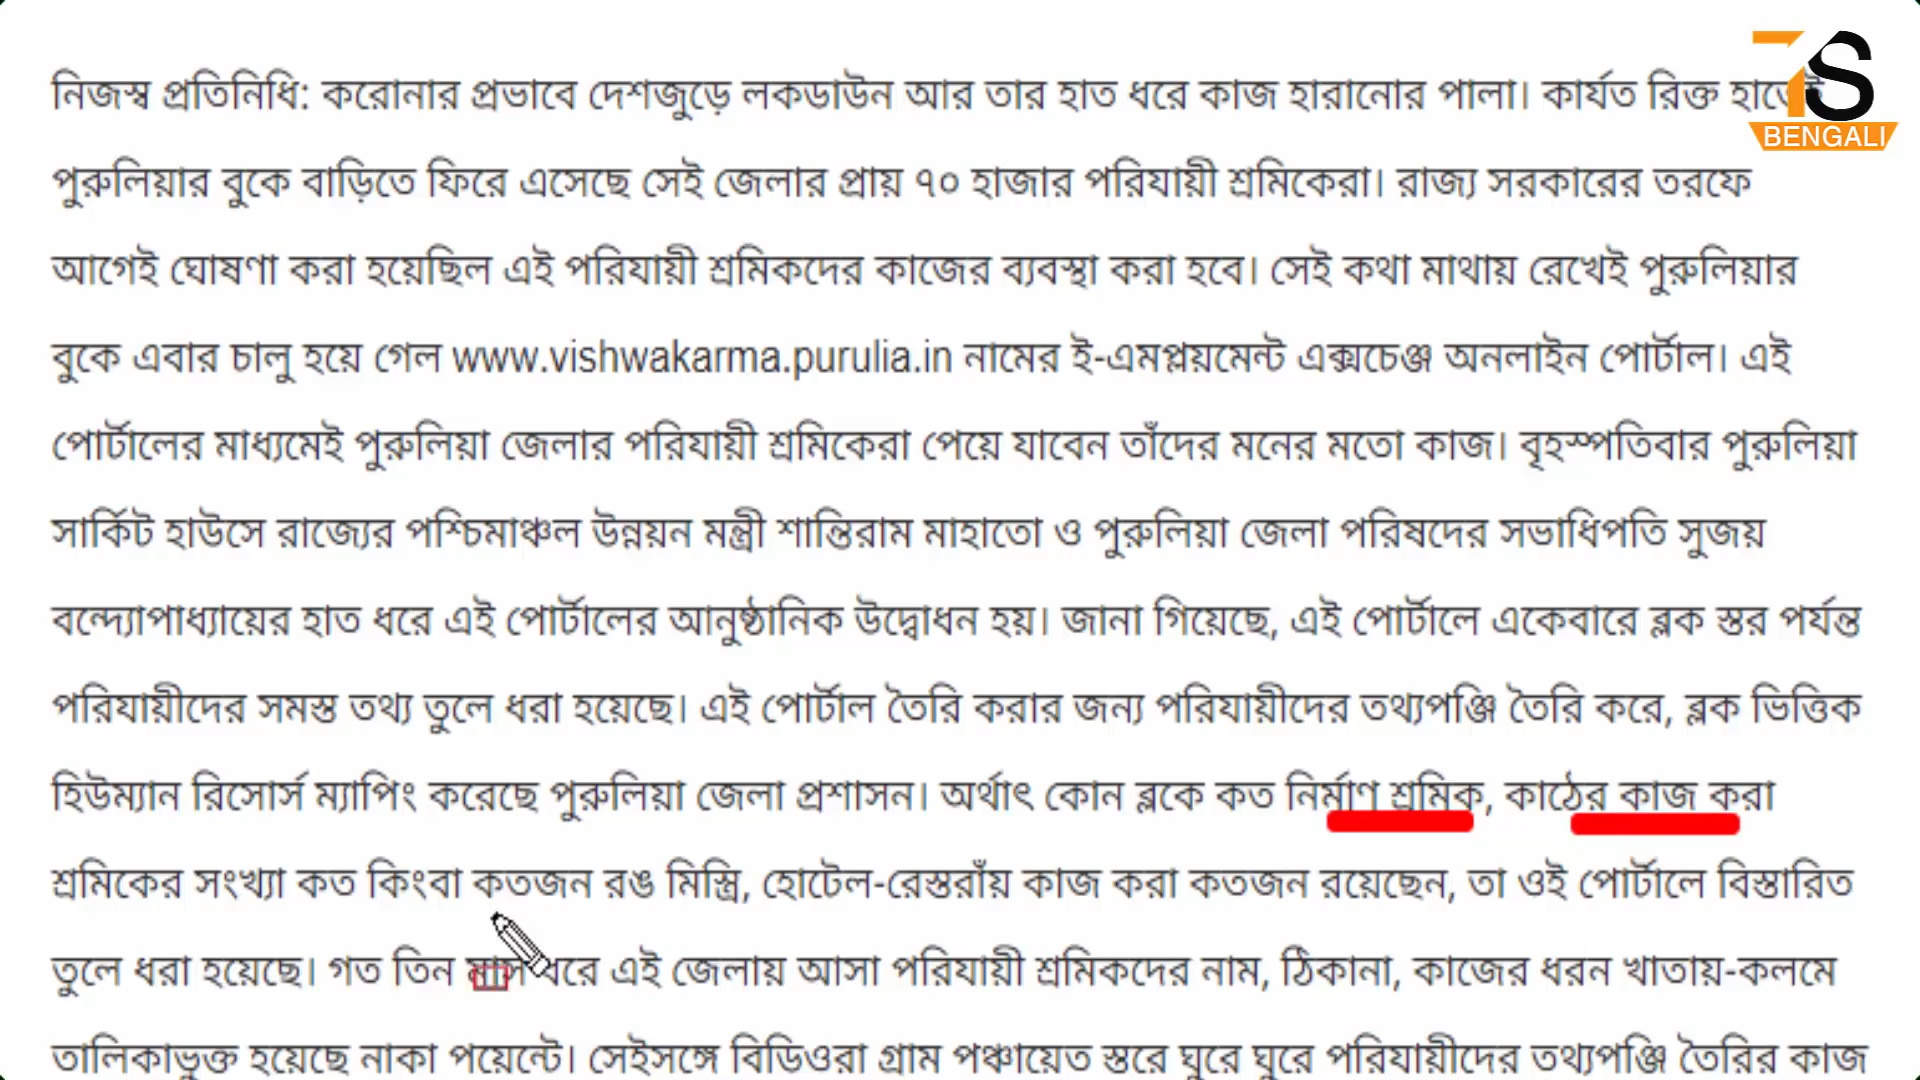 নিজস্ব প্রতিনিধি: করোনার প্রভাবে দেশজুড়ে লকডাউন আর তার হাত ধরে কাজ হারানোর পালা। কার্যত রিক্ত হাতেই
পুরুলিয়ার বুকে বাড়িতে ফিরে এসেছে সেই জেলার প্রায় ৭০ হাজার পরিযায়ী শ্রমিকেরা। রাজ্য সরকারের তরফে
আগেই ঘোষণা করা হয়েছিল এই পরিযায়ী শ্রমিকদের কাজের ব্যবস্থা করা হবে। সেই কথা মাথায় রেখেই পুরুলিয়ার
বুকে এবার চালু হয়ে গেল www.vishwakarma.purulia.in নামের ই-এমপ্লয়মেন্ট এক্সচেঞ্জ অনলাইন পোর্টাল। এই
পোর্টালের মাধ্যমেই পুরুলিয়া জেলার পরিযায়ী শ্রমিকেরা পেয়ে যাবেন তাঁদের মনের মতো কাজ। বৃহস্পতিবার পুরুলিয়া
সার্কিট হাউসে রাজ্যের পশ্চিমাঞ্চল উন্নয়ন মন্ত্রী শান্তিরাম মাহাতো ও পুরুলিয়া জেলা পরিষদের সভাধিপতি সুজয়
বন্দ্যোপাধ্যায়ের হাত ধরে এই পোর্টালের আনুষ্ঠানিক উদ্বোধন হয়। জানা গিয়েছে, এই পোর্টালে একেবারে ব্লক স্তর পর্যন্ত
পরিযায়ীদের সমস্ত তথ্য তুলে ধরা হয়েছে। এই পোর্টাল তৈরি করার জন্য পরিযায়ীদের তথ্যপঞ্জি তৈরি করে, ব্লক ভিত্তিক
হিউম্যান রিসোর্স ম্যাপিং করেছে পুরুলিয়া জেলা প্রশাসন। অর্থাৎ কোন ব্লকে কত নির্মাণ শ্রমিক, কাঠের কাজ করা
শ্রমিকের সংখ্যা কত কিংবা কতজন রঙ মিস্ত্রি, হোটেল-রেস্তরাঁয় কাজ করা কতজন রয়েছেন, তা ওই পোর্টালে বিস্তারিত
তুলে ধরা হয়েছে। গত তিন মাস ধরে এই জেলায় আসা পরিযায়ী শ্রমিকদের নাম, ঠিকানা, কাজের ধরন খাতায়-কলমে
তালিকাভুক্ত হয়েছে নাকা পয়েন্টে। সেইসঙ্গে বিডিওরা গ্রাম পঞ্চায়েত স্তরে ঘুরে ঘুরে পরিযায়ীদের তথ্যপঞ্জি তৈরির কাজ
7S
BENGALI